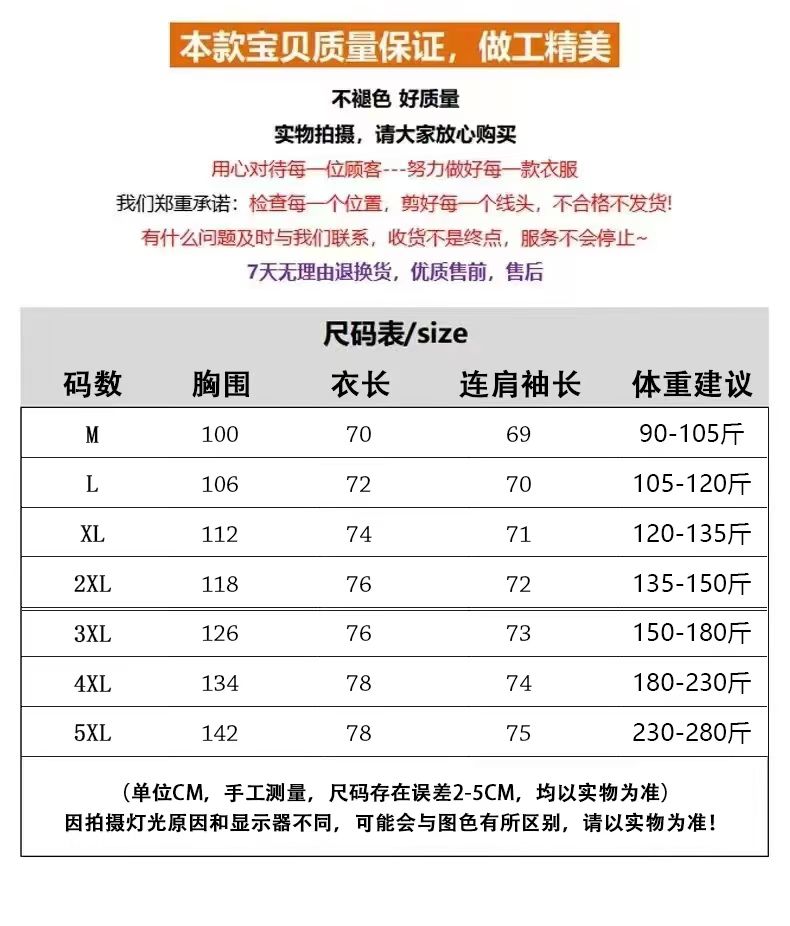 本款宝贝质量保证，做工精美
不褪色 好质量
实物拍摄，请大家放心购买
用心对待每一位顾客---努力做好每一款衣服
我们郑重承诺：检查每一个位置，剪好每一个线头，不合格不发货!
有什么问题及时与我们联系，收货不是终点，服务不会停止~
7天无理由退换货，优质售前，售后
尺码表/size
码数 胸围 衣长 连肩袖长 体重建议
M 100 70 69 90-105斤
L 106 72 70 105-120斤
XL 112 74 71 120-135斤
2XL 118 76 72 135-150斤
3XL 126 76 73 150-180斤
4XL 134 78 74 180-230斤
5XL 142 78 75 230-280斤
（单位CM，手工测量，尺码存在误差2-5CM，均以实物为准）
因拍摄灯光原因和显示器不同，可能会与图色有所区别，请以实物为准！